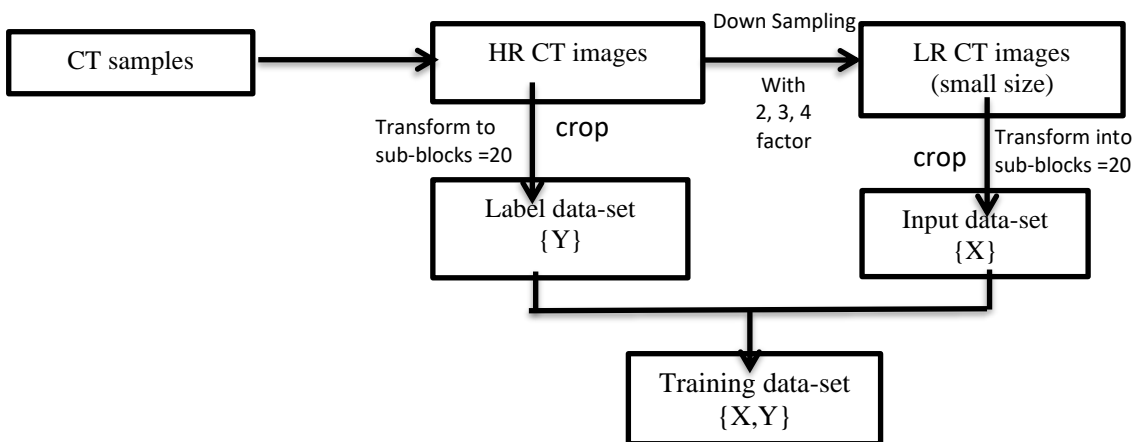 CT samples
HR CT images
Down Sampling
With
2, 3, 4
factor
LR CT images
(small size)
Transform to
sub-blocks =20
crop
crop
Transform into
sub-blocks =20
Label data-set
{Y}
Input data-set
{X}
Training data-set
{X,Y}